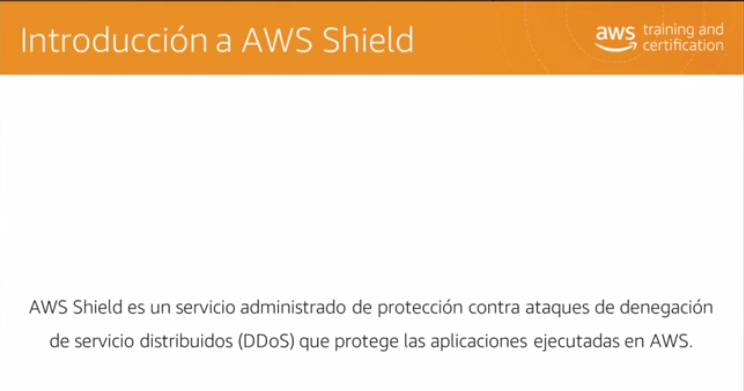 Introducción a AWS Shield
aws training and
certification
AWS Shield es un servicio administrado de protección contra ataques de denegación
de servicio distribuidos (DDoS) que protege las aplicaciones ejecutadas en AWS.